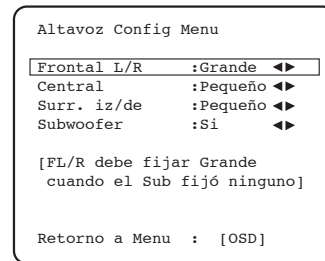 Altavoz Config Menu
Frontal L/R :Grande ◀▶
Central :Pequeño ◀▶
Surr. iz/de :Pequeño ◀▶
Subwoofer :Si ◀▶
[FL/R debe fijar Grande
cuando el Sub fijó ninguno]
Retorno a Menu : [OSD]